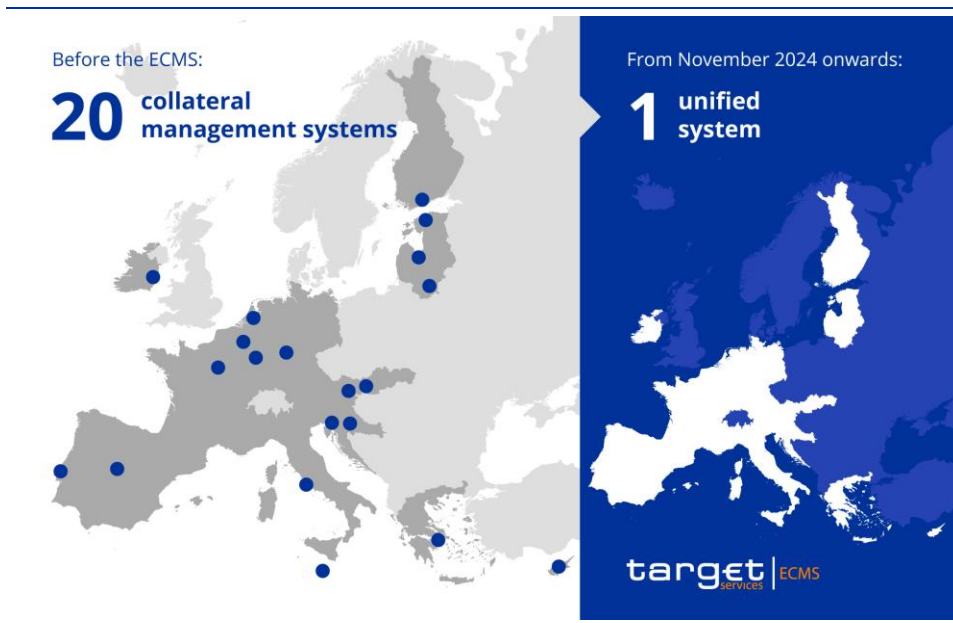 Before the ECMS:
20 collateral
management systems
From November 2024 onwards:
1 unified
system
target
services
ECMS